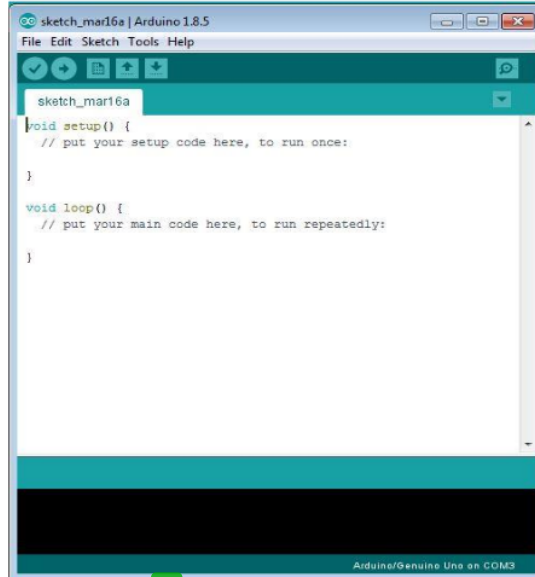 sketch_mar16a | Arduino 1.8.5
File Edit Sketch Tools Help
sketch_mar16a
void setup() {
  // put your setup code here, to run once:
}
void loop() {
  // put your main code here, to run repeatedly:
}
Arduino/Genuino Uno on COM3